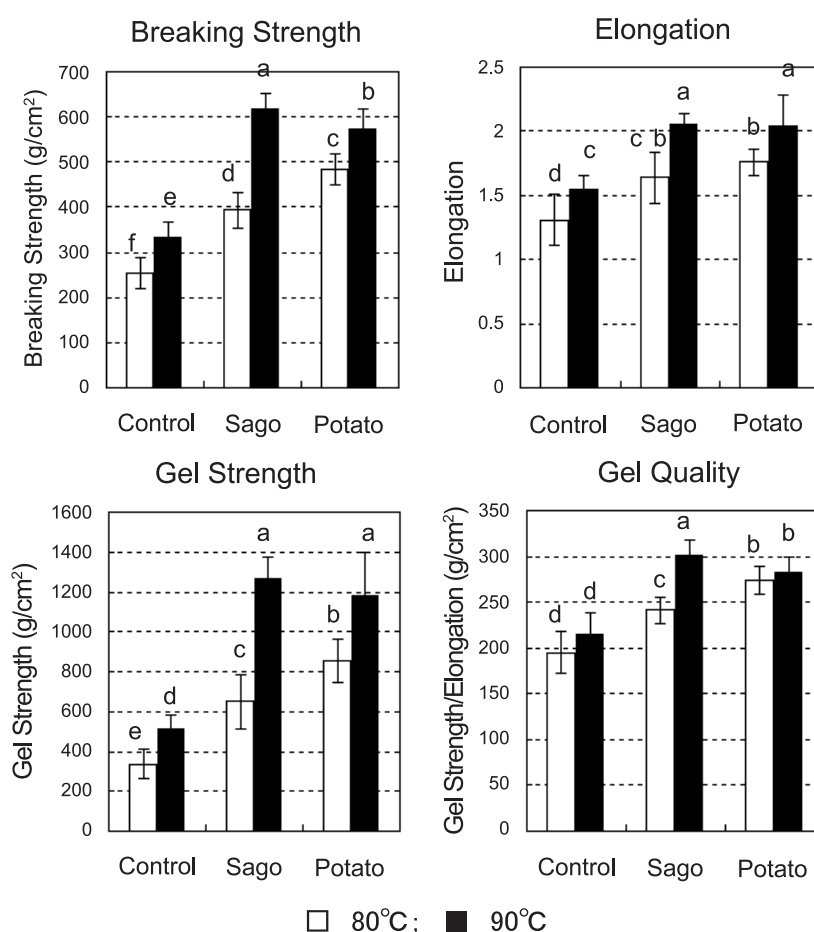 Breaking Strength
Breaking Strength (g/cm²)
700
600
500
400
300
200
300
100
0
f
e
d
a
c
b
Control
Sago
Potato
Elongation
Elongation
2.5
2
1.5
1
0.5
0
d
c
c b
a
b
a
Control
Sago
Potato
Gel Strength
Gel Strength (g/cm²)
1600
1400
1200
1000
800
600
400
200
0
e
d
c
a
b
a
Control
Sago
Potato
Gel Quality
Gel Strength/Elongation (g/cm²)
350
300
250
200
150
100
50
0
d
d
c
a
b
b
Control
Sago
Potato
80°C; 90°C